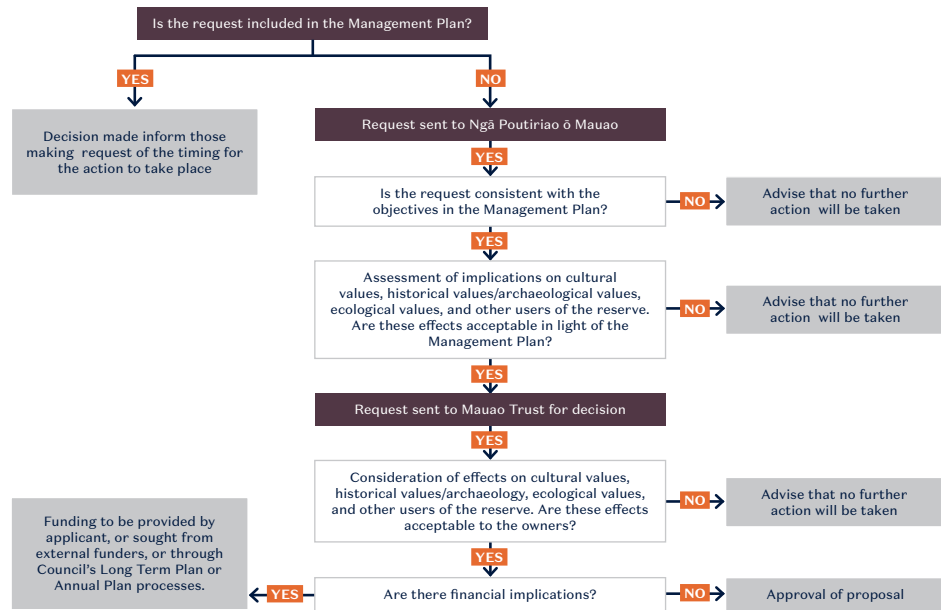 Is the request included in the Management Plan?
YES
NO
Decision made inform those
making request of the timing for
the action to take place
Request sent to Ngā Poutiriao ō Mauao
YES
Is the request consistent with the
objectives in the Management Plan?
NO
Advise that no further
action will be taken
YES
Assessment of implications on cultural
values, historical values/archaeological values,
ecological values, and other users of the reserve.
Are these effects acceptable in light of the
Management Plan?
NO
Advise that no further
action will be taken
YES
Request sent to Mauao Trust for decision
YES
Consideration of effects on cultural values,
historical values/archaeology, ecological values,
and other users of the reserve. Are these effects
acceptable to the owners?
NO
Advise that no further
action will be taken
YES
Funding to be provided by
applicant, or sought from
external funders, or through
Council's Long Term Plan or
Annual Plan processes.
YES
Are there financial implications?
NO
Approval of proposal